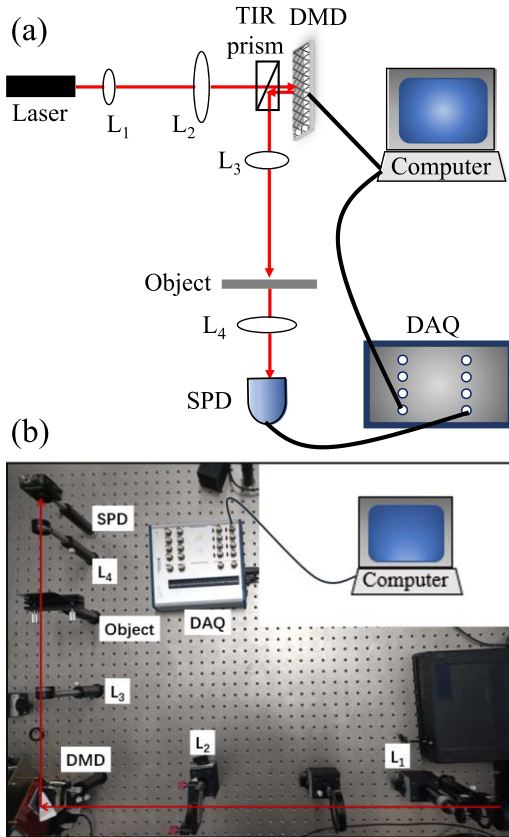 (a)
TIR
prism
DMD
Laser
L1
L2
L3
Computer
Object
L4
DAQ
SPD
(b)
SPD
L4
Object
DAQ
Computer
L3
DMD
L2
L1